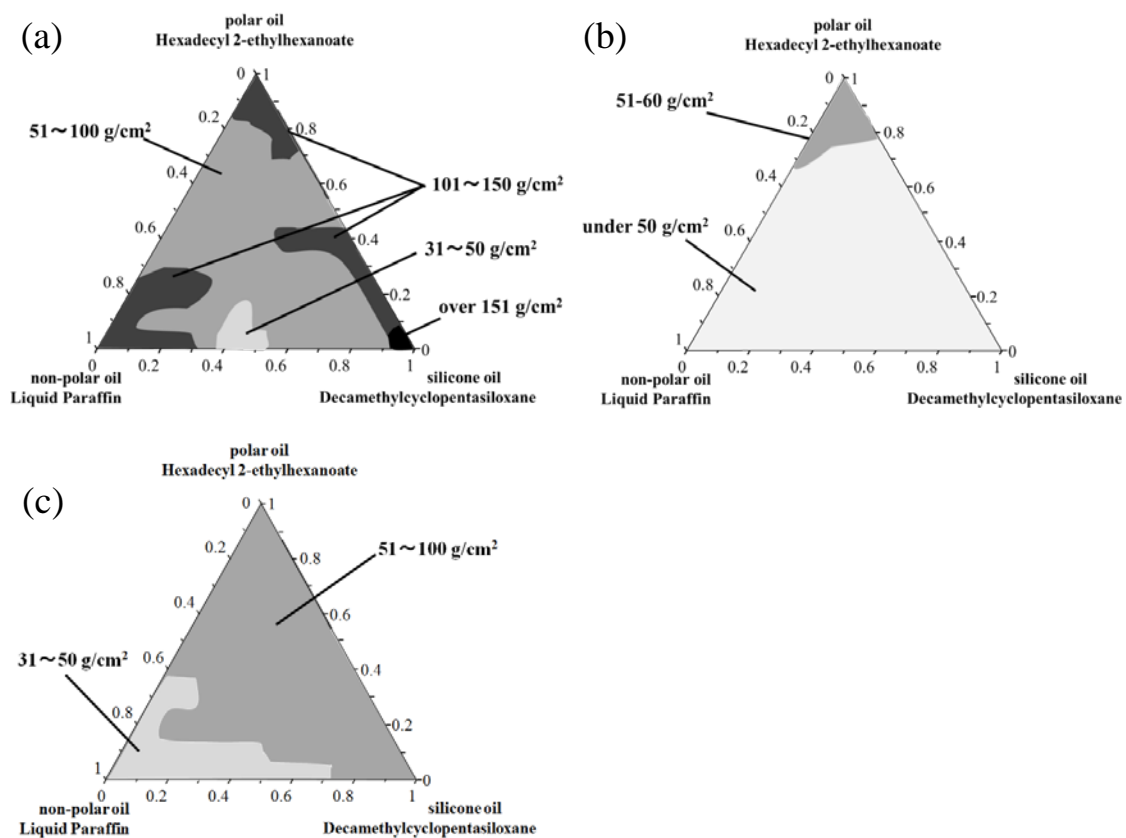 (a)
polar oil
Hexadecyl 2-ethylhexanoate
0
1
0.2
0.8
51~100 g/cm²
0.4
0.6
101~150 g/cm²
0.6
0.4
31~50 g/cm²
0.8
0.2
over 151 g/cm²
1
0
0
0.2
0.4
0.6
0.8
1
non-polar oil
Liquid Paraffin
silicone oil
Decamethylcyclopentasiloxane
(b)
polar oil
Hexadecyl 2-ethylhexanoate
0
1
51-60 g/cm²
0.2
0.8
0.4
0.6
under 50 g/cm²
0.6
0.4
0.8
0.2
1
0
0
0.2
0.4
0.6
0.8
1
non-polar oil
Liquid Paraffin
silicone oil
Decamethylcyclopentasiloxane
(c)
polar oil
Hexadecyl 2-ethylhexanoate
0
1
0.2
0.8
51~100 g/cm²
0.4
0.6
31~50 g/cm²
0.6
0.4
0.8
0.2
1
0
0
0.2
0.4
0.6
0.8
1
non-polar oil
Liquid Paraffin
silicone oil
Decamethylcyclopentasiloxane